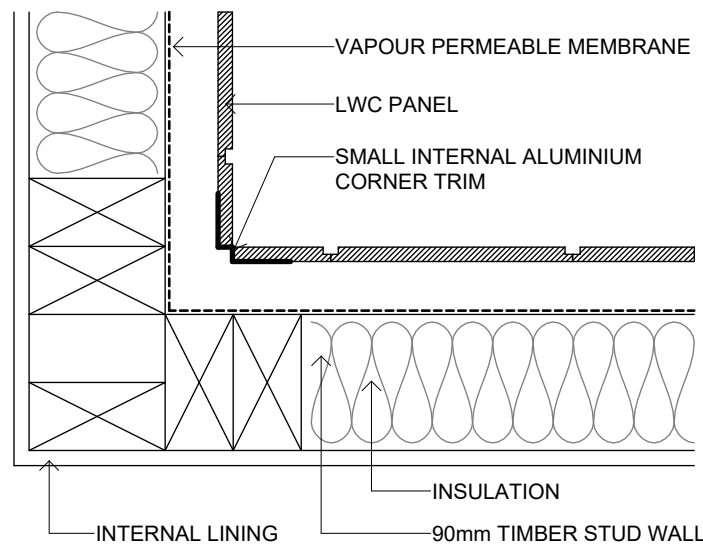 VAPOUR PERMEABLE MEMBRANE
LWC PANEL
SMALL INTERNAL ALUMINIUM
CORNER TRIM
INSULATION
INTERNAL LINING
90mm TIMBER STUD WALL